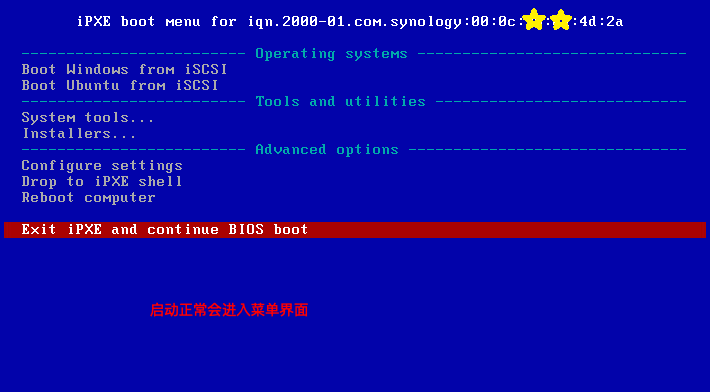 iPXE boot menu for iqn.2000-01.com.synology:00:0c: : :4d:2a
------------------------- Operating systems ------------------------------
Boot Windows from iSCSI
Boot Ubuntu from iSCSI
------------------------- Tools and utilities -----------------------------
System tools...
Installers...
------------------------- Advanced options -------------------------------
Configure settings
Drop to iPXE shell
Reboot computer
Exit iPXE and continue BIOS boot
启动正常会进入菜单界面